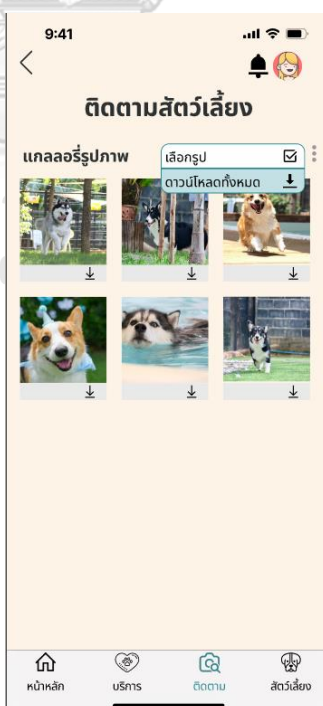 9:41
ติดตามสัตว์เลี้ยง
แกลลอรี่รูปภาพ
เลือกรูป
ดาวน์โหลดทั้งหมด
หน้าหลัก
บริการ
ติดตาม
สัตว์เลี้ยง